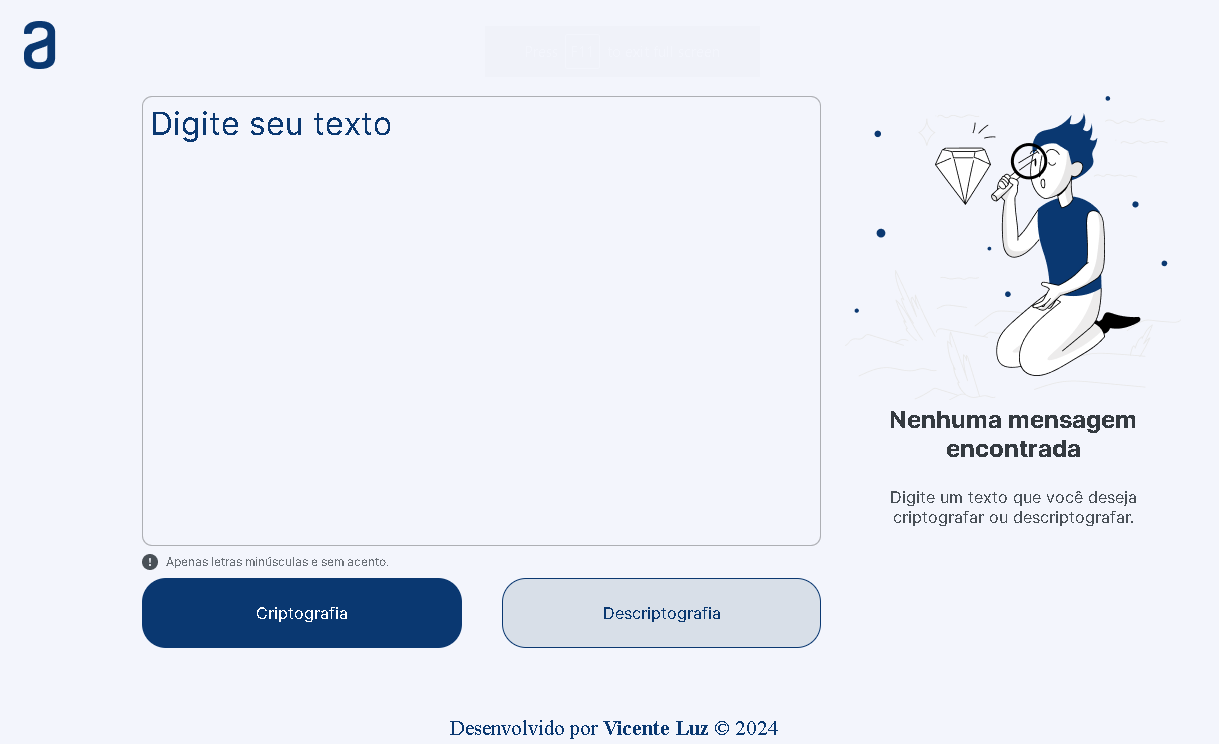 a
Digite seu texto
Nenhuma mensagem
encontrada
Digite um texto que você deseja
criptografar ou descriptografar.
! Apenas letras minúsculas e sem acento.
Criptografia
Descriptografia
Desenvolvido por Vicente Luz © 2024